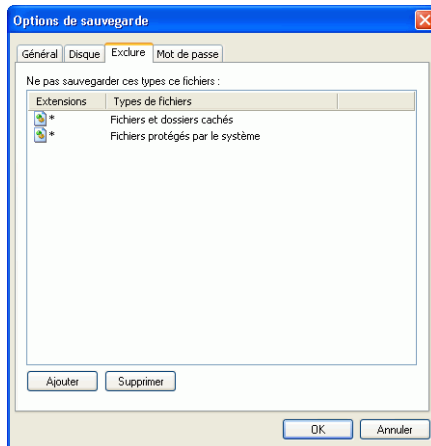 Options de sauvegarde
Général Disque Exclure Mot de passe
Ne pas sauvegarder ces types ce fichiers :
Extensions Types de fichiers
* Fichiers et dossiers cachés
* Fichiers protégés par le système
Ajouter Supprimer
OK Annuler